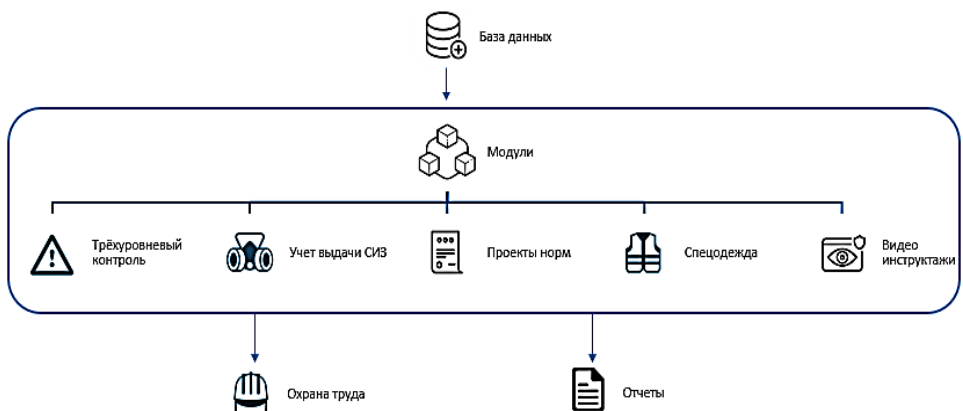 База данных
Модули
Трёхуровневый
контроль
Учет выдачи СИЗ
Проекты норм
Спецодежда
Видео
инструктажи
Охрана труда
Отчеты